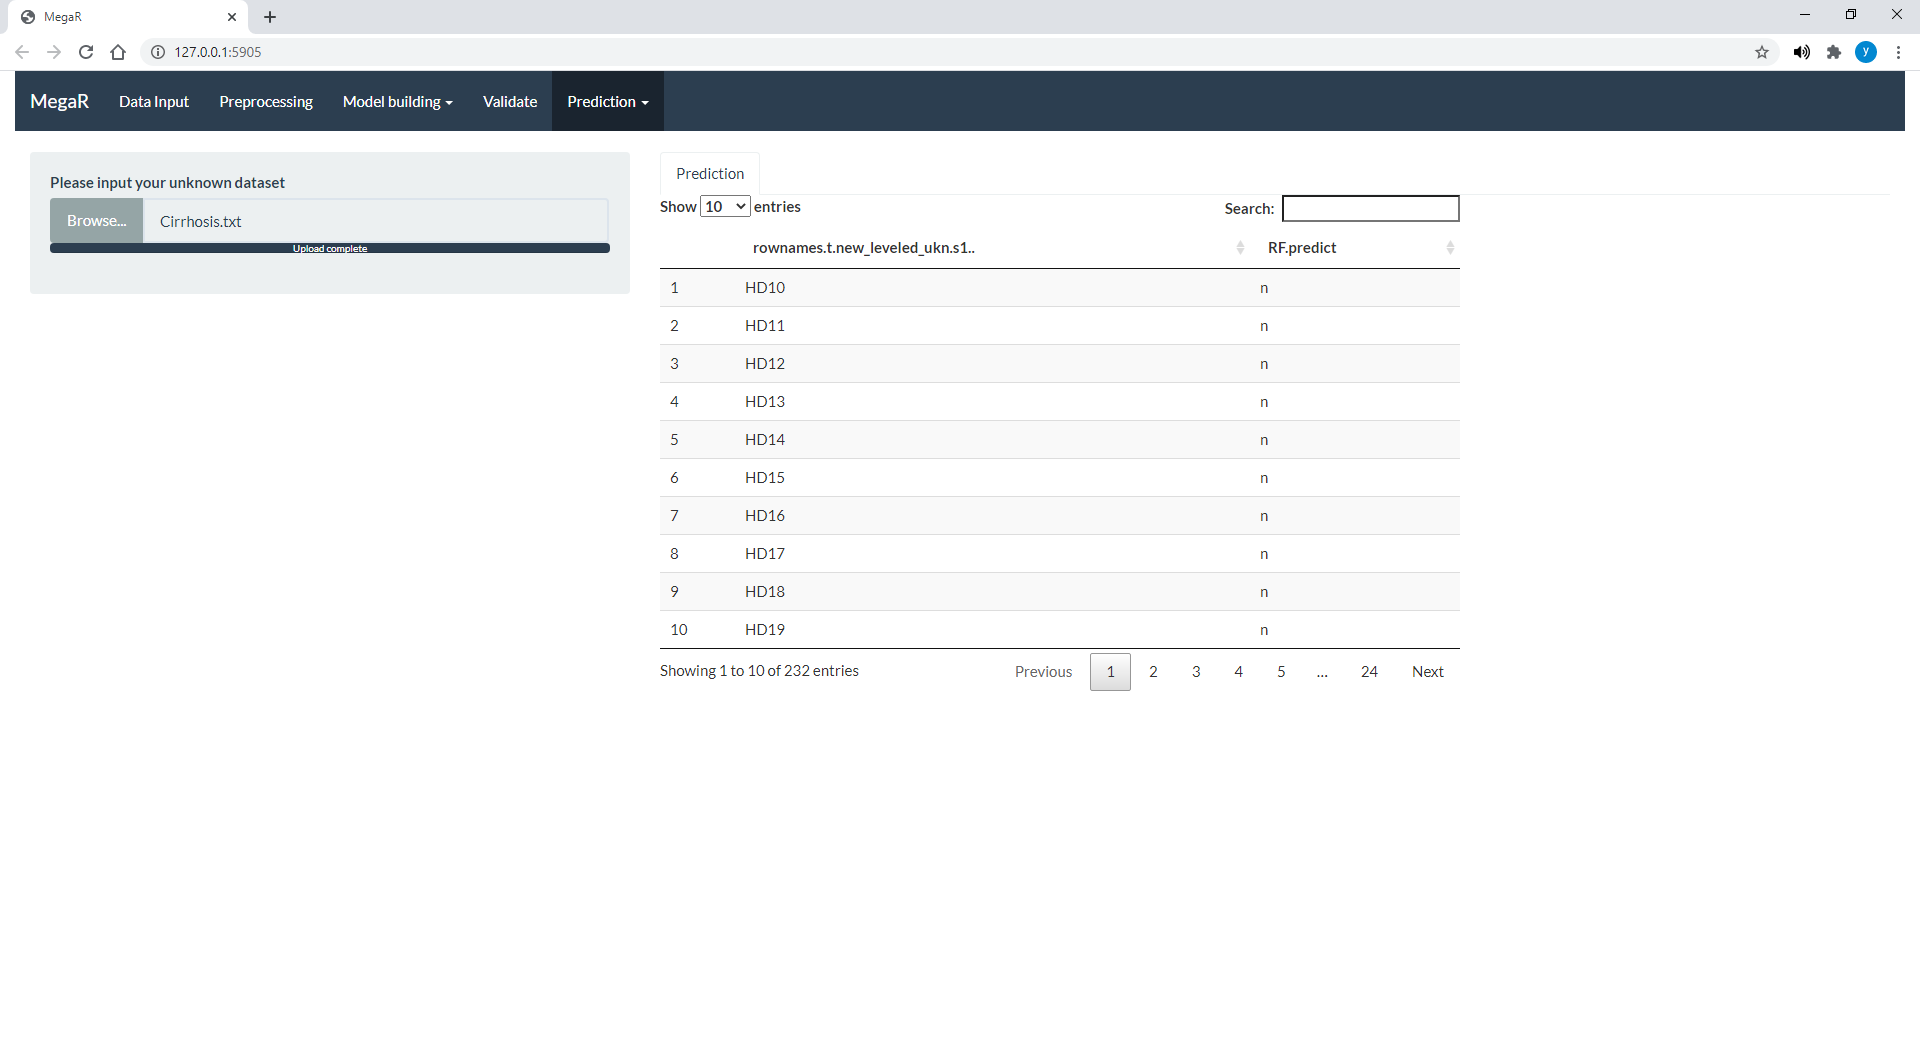 MegaR
127.0.0.1:5905
y
MegaR Data Input Preprocessing Model building Validate Prediction
Please input your unknown dataset
Browse... Cirrhosis.txt
Upload complete
Prediction
Show 10 entries Search:
rownames.t.new_leveled_ukn.s1.. RF.predict
1 HD10 n
2 HD11 n
3 HD12 n
4 HD13 n
5 HD14 n
6 HD15 n
7 HD16 n
8 HD17 n
9 HD18 n
10 HD19 n
Showing 1 to 10 of 232 entries Previous 1 2 3 4 5 … 24 Next